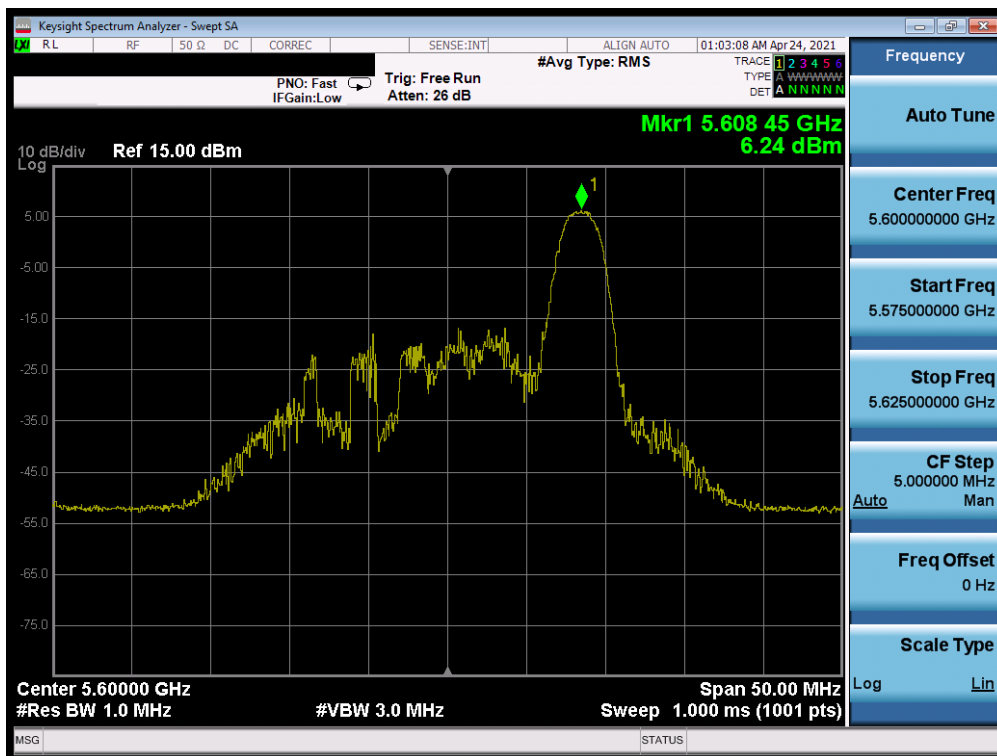 Keysight Spectrum Analyzer - Swept SA
LXI RL RF 50 Ω DC CORREC SENSE:INT ALIGN AUTO 01:03:08 AM Apr 24, 2021
#Avg Type: RMS
TRACE 1 2 3 4 5 6
PNO: Fast Trig: Free Run TYPE A WWWWW
IFGain:Low Atten: 26 dB DET A N N N N N
Mkr1 5.608 45 GHz
6.24 dBm
10 dB/div Ref 15.00 dBm
Log
1
5.00
-5.00
-15.0
-25.0
-35.0
-45.0
-55.0
-65.0
-75.0
Center 5.60000 GHz Span 50.00 MHz
#Res BW 1.0 MHz #VBW 3.0 MHz Sweep 1.000 ms (1001 pts)
MSG STATUS
Frequency
Auto Tune
Center Freq
5.600000000 GHz
Start Freq
5.575000000 GHz
Stop Freq
5.625000000 GHz
CF Step
5.000000 MHz
Auto Man
Freq Offset
0 Hz
Scale Type
Log Lin